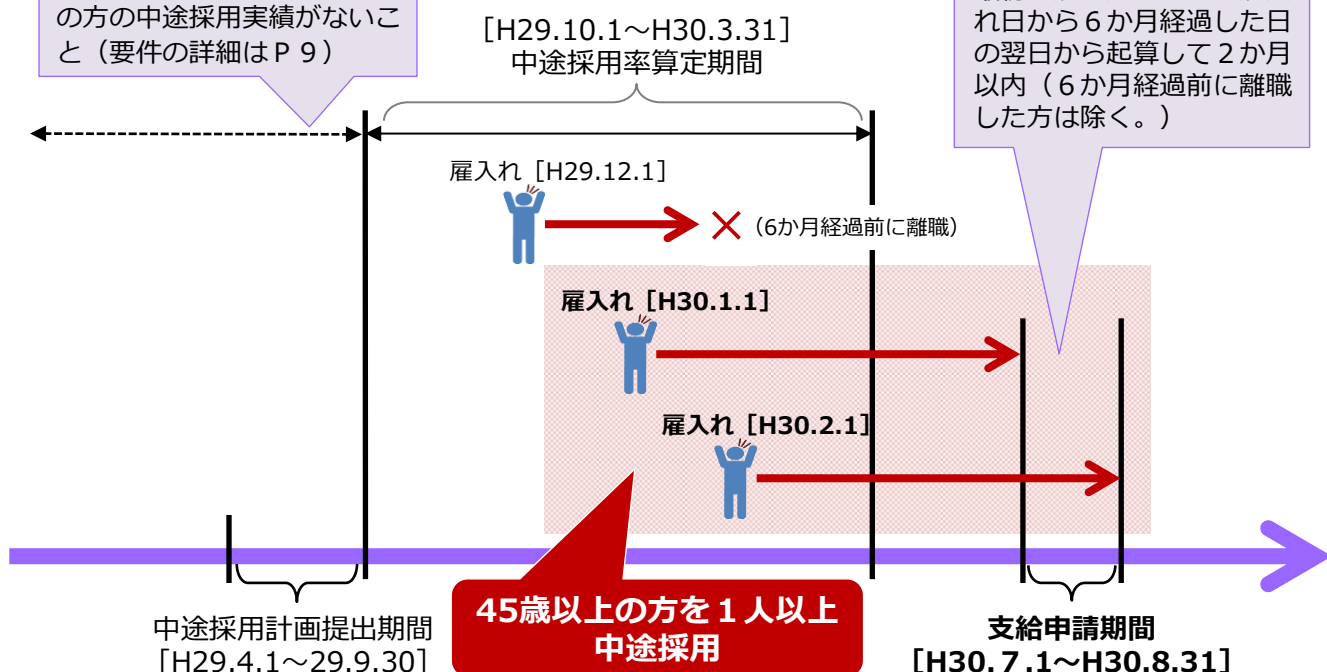 の方の中途採用実績がないこ
と（要件の詳細はＰ９）
［H29.10.1～H30.3.31］
中途採用率算定期間
れ日から６か月経過した日
の翌日から起算して２か月
以内（６か月経過前に離職
した方は除く。）
雇入れ［H29.12.1］
（6か月経過前に離職）
雇入れ［H30.1.1］
雇入れ［H30.2.1］
45歳以上の方を１人以上
中途採用
中途採用計画提出期間
［H29.4.1～29.9.30］
支給申請期間
［H30.７.1～H30.8.31］